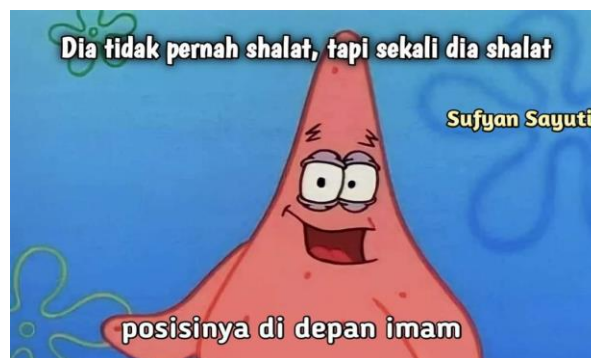 Dia tidak pernah shalat, tapi sekali dia shalat
Sufyan Sayuti
posisinya di depan imam